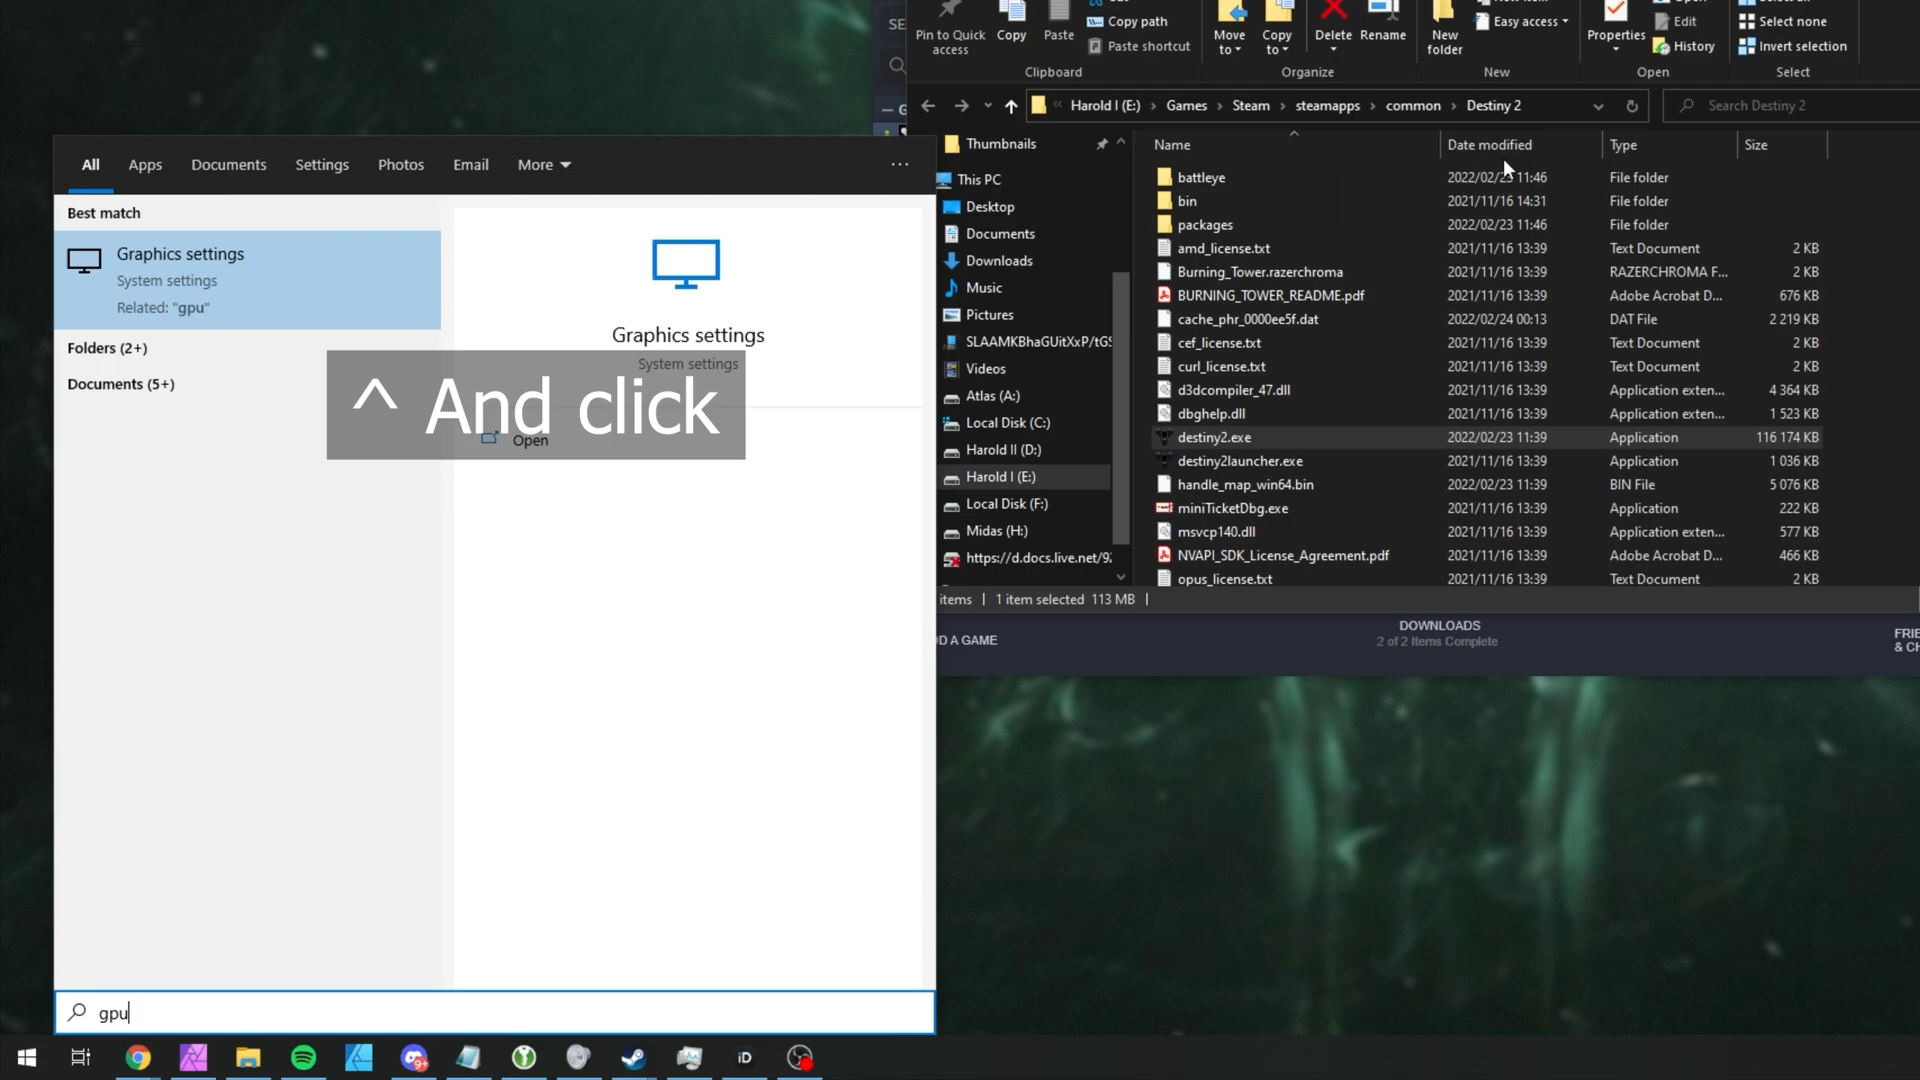 Pin to Quick access
Copy
Paste
Copy path
Paste shortcut
Clipboard
Move to
Copy to
Delete
Rename
Organize
New folder
Easy access
New
Properties
Edit
History
Open
Select none
Invert selection
Select
SE
Harold I (E:) > Games > Steam > steamapps > common > Destiny 2
Search Destiny 2
Thumbnails
This PC
Desktop
Documents
Downloads
Music
Pictures
SLAAMKBhaGUitXxP/tGS
Videos
Atlas (A:)
Local Disk (C:)
Harold II (D:)
Harold I (E:)
Local Disk (F:)
Midas (H:)
https://d.docs.live.net/9
Name Date modified Type Size
battleye 2022/02/23 11:46 File folder
bin 2021/11/16 14:31 File folder
packages 2022/02/23 11:46 File folder
amd_license.txt 2021/11/16 13:39 Text Document 2 KB
Burning_Tower.razerchroma 2021/11/16 13:39 RAZERCHROMA F... 2 KB
BURNING_TOWER_README.pdf 2021/11/16 13:39 Adobe Acrobat D... 676 KB
cache_phr_0000ee5f.dat 2022/02/24 00:13 DAT File 2 219 KB
cef_license.txt 2021/11/16 13:39 Text Document 2 KB
curl_license.txt 2021/11/16 13:39 Text Document 2 KB
d3dcompiler_47.dll 2021/11/16 13:39 Application exten... 4 364 KB
dbghelp.dll 2021/11/16 13:39 Application exten... 1 523 KB
destiny2.exe 2022/02/23 11:39 Application 116 174 KB
destiny2launcher.exe 2021/11/16 13:39 Application 1 036 KB
handle_map_win64.bin 2022/02/23 11:39 BIN File 5 076 KB
miniTicketDbg.exe 2021/11/16 13:39 Application 222 KB
msvcp140.dll 2021/11/16 13:39 Application exten... 577 KB
NVAPI_SDK_License_Agreement.pdf 2021/11/16 13:39 Adobe Acrobat D... 466 KB
opus_license.txt 2021/11/16 13:39 Text Document 2 KB
items | 1 item selected 113 MB |
D A GAME
DOWNLOADS
2 of 2 Items Complete
FRIE
& CH
All Apps Documents Settings Photos Email More ...
Best match
Graphics settings
System settings
Related: "gpu"
Folders (2+)
Documents (5+)
Graphics settings
System settings
^ And click
Open
gpu
9+
iD